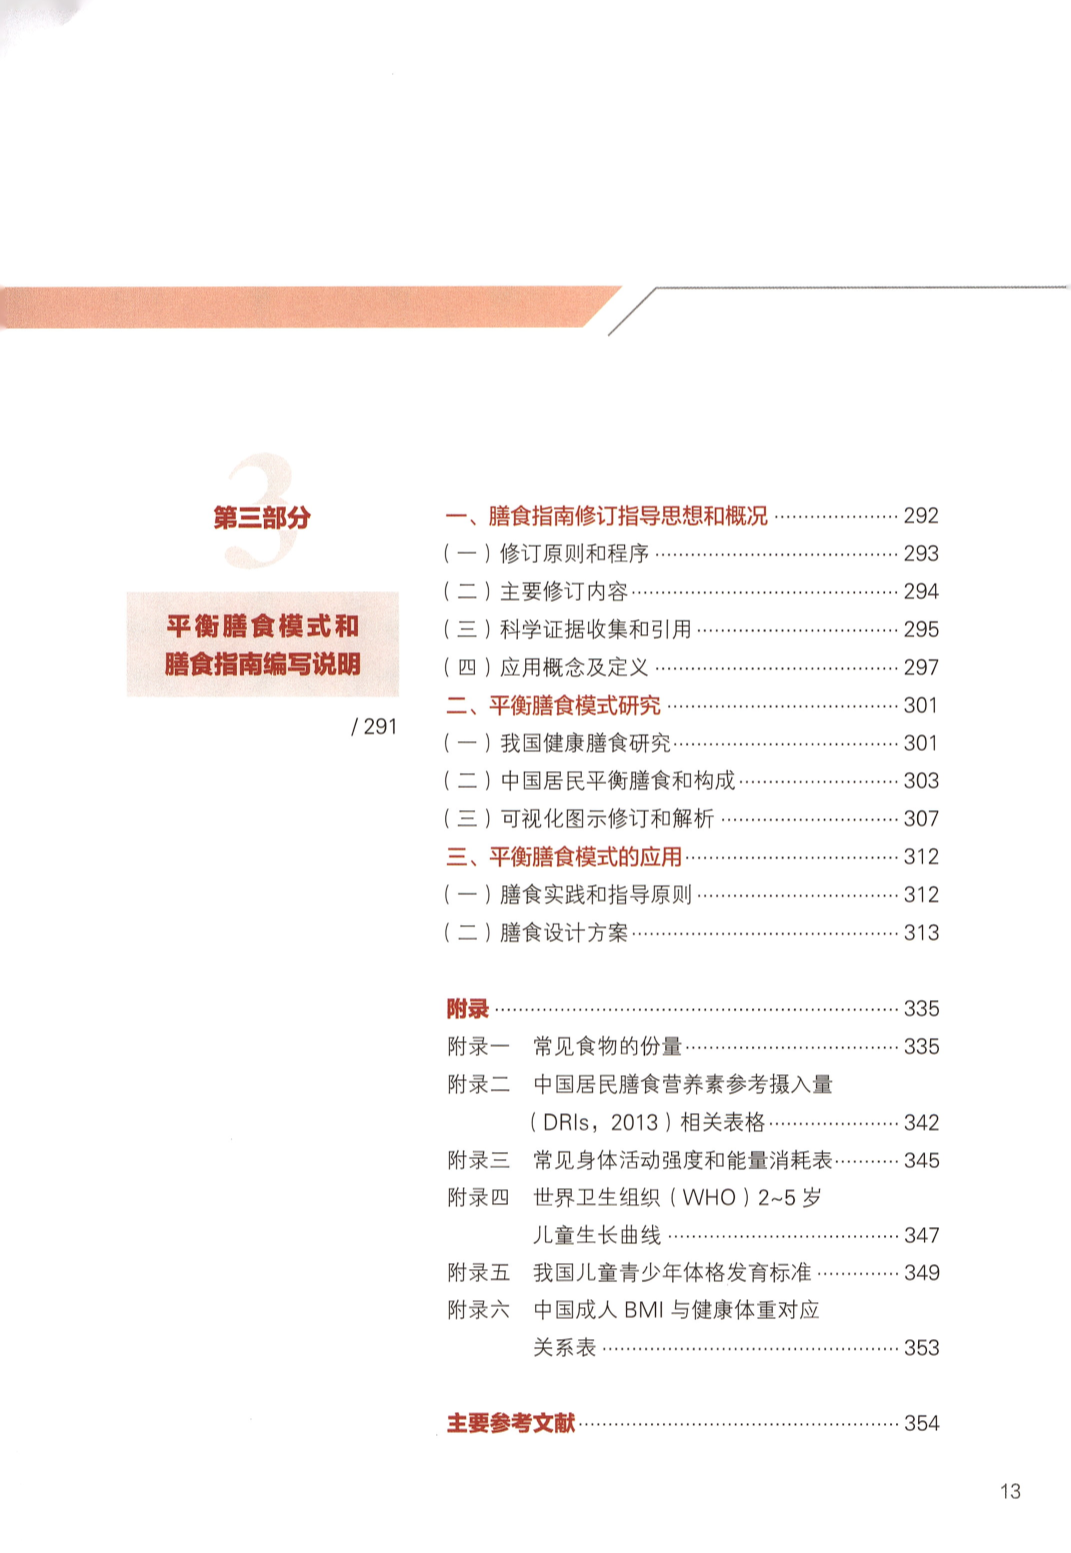 3
第三部分
平衡膳食模式和
膳食指南编写说明
/ 291
一、膳食指南修订指导思想和概况 ····················· 292
（一）修订原则和程序 ········································· 293
（二）主要修订内容············································· 294
（三）科学证据收集和引用 ·································· 295
（四）应用概念及定义 ········································· 297
二、平衡膳食模式研究 ······································· 301
（一）我国健康膳食研究······································ 301
（二）中国居民平衡膳食和构成··························· 303
（三）可视化图示修订和解析 ······························ 307
三、平衡膳食模式的应用···································· 312
（一）膳食实践和指导原则 ·································· 312
（二）膳食设计方案············································· 313
附录 ···································································· 335
附录一 常见食物的份量···································· 335
附录二 中国居民膳食营养素参考摄入量
（DRIs，2013）相关表格······················ 342
附录三 常见身体活动强度和能量消耗表··········· 345
附录四 世界卫生组织（WHO）2~5 岁
儿童生长曲线 ······································· 347
附录五 我国儿童青少年体格发育标准 ·············· 349
附录六 中国成人 BMI 与健康体重对应
关系表 ·················································· 353
主要参考文献······················································ 354
13